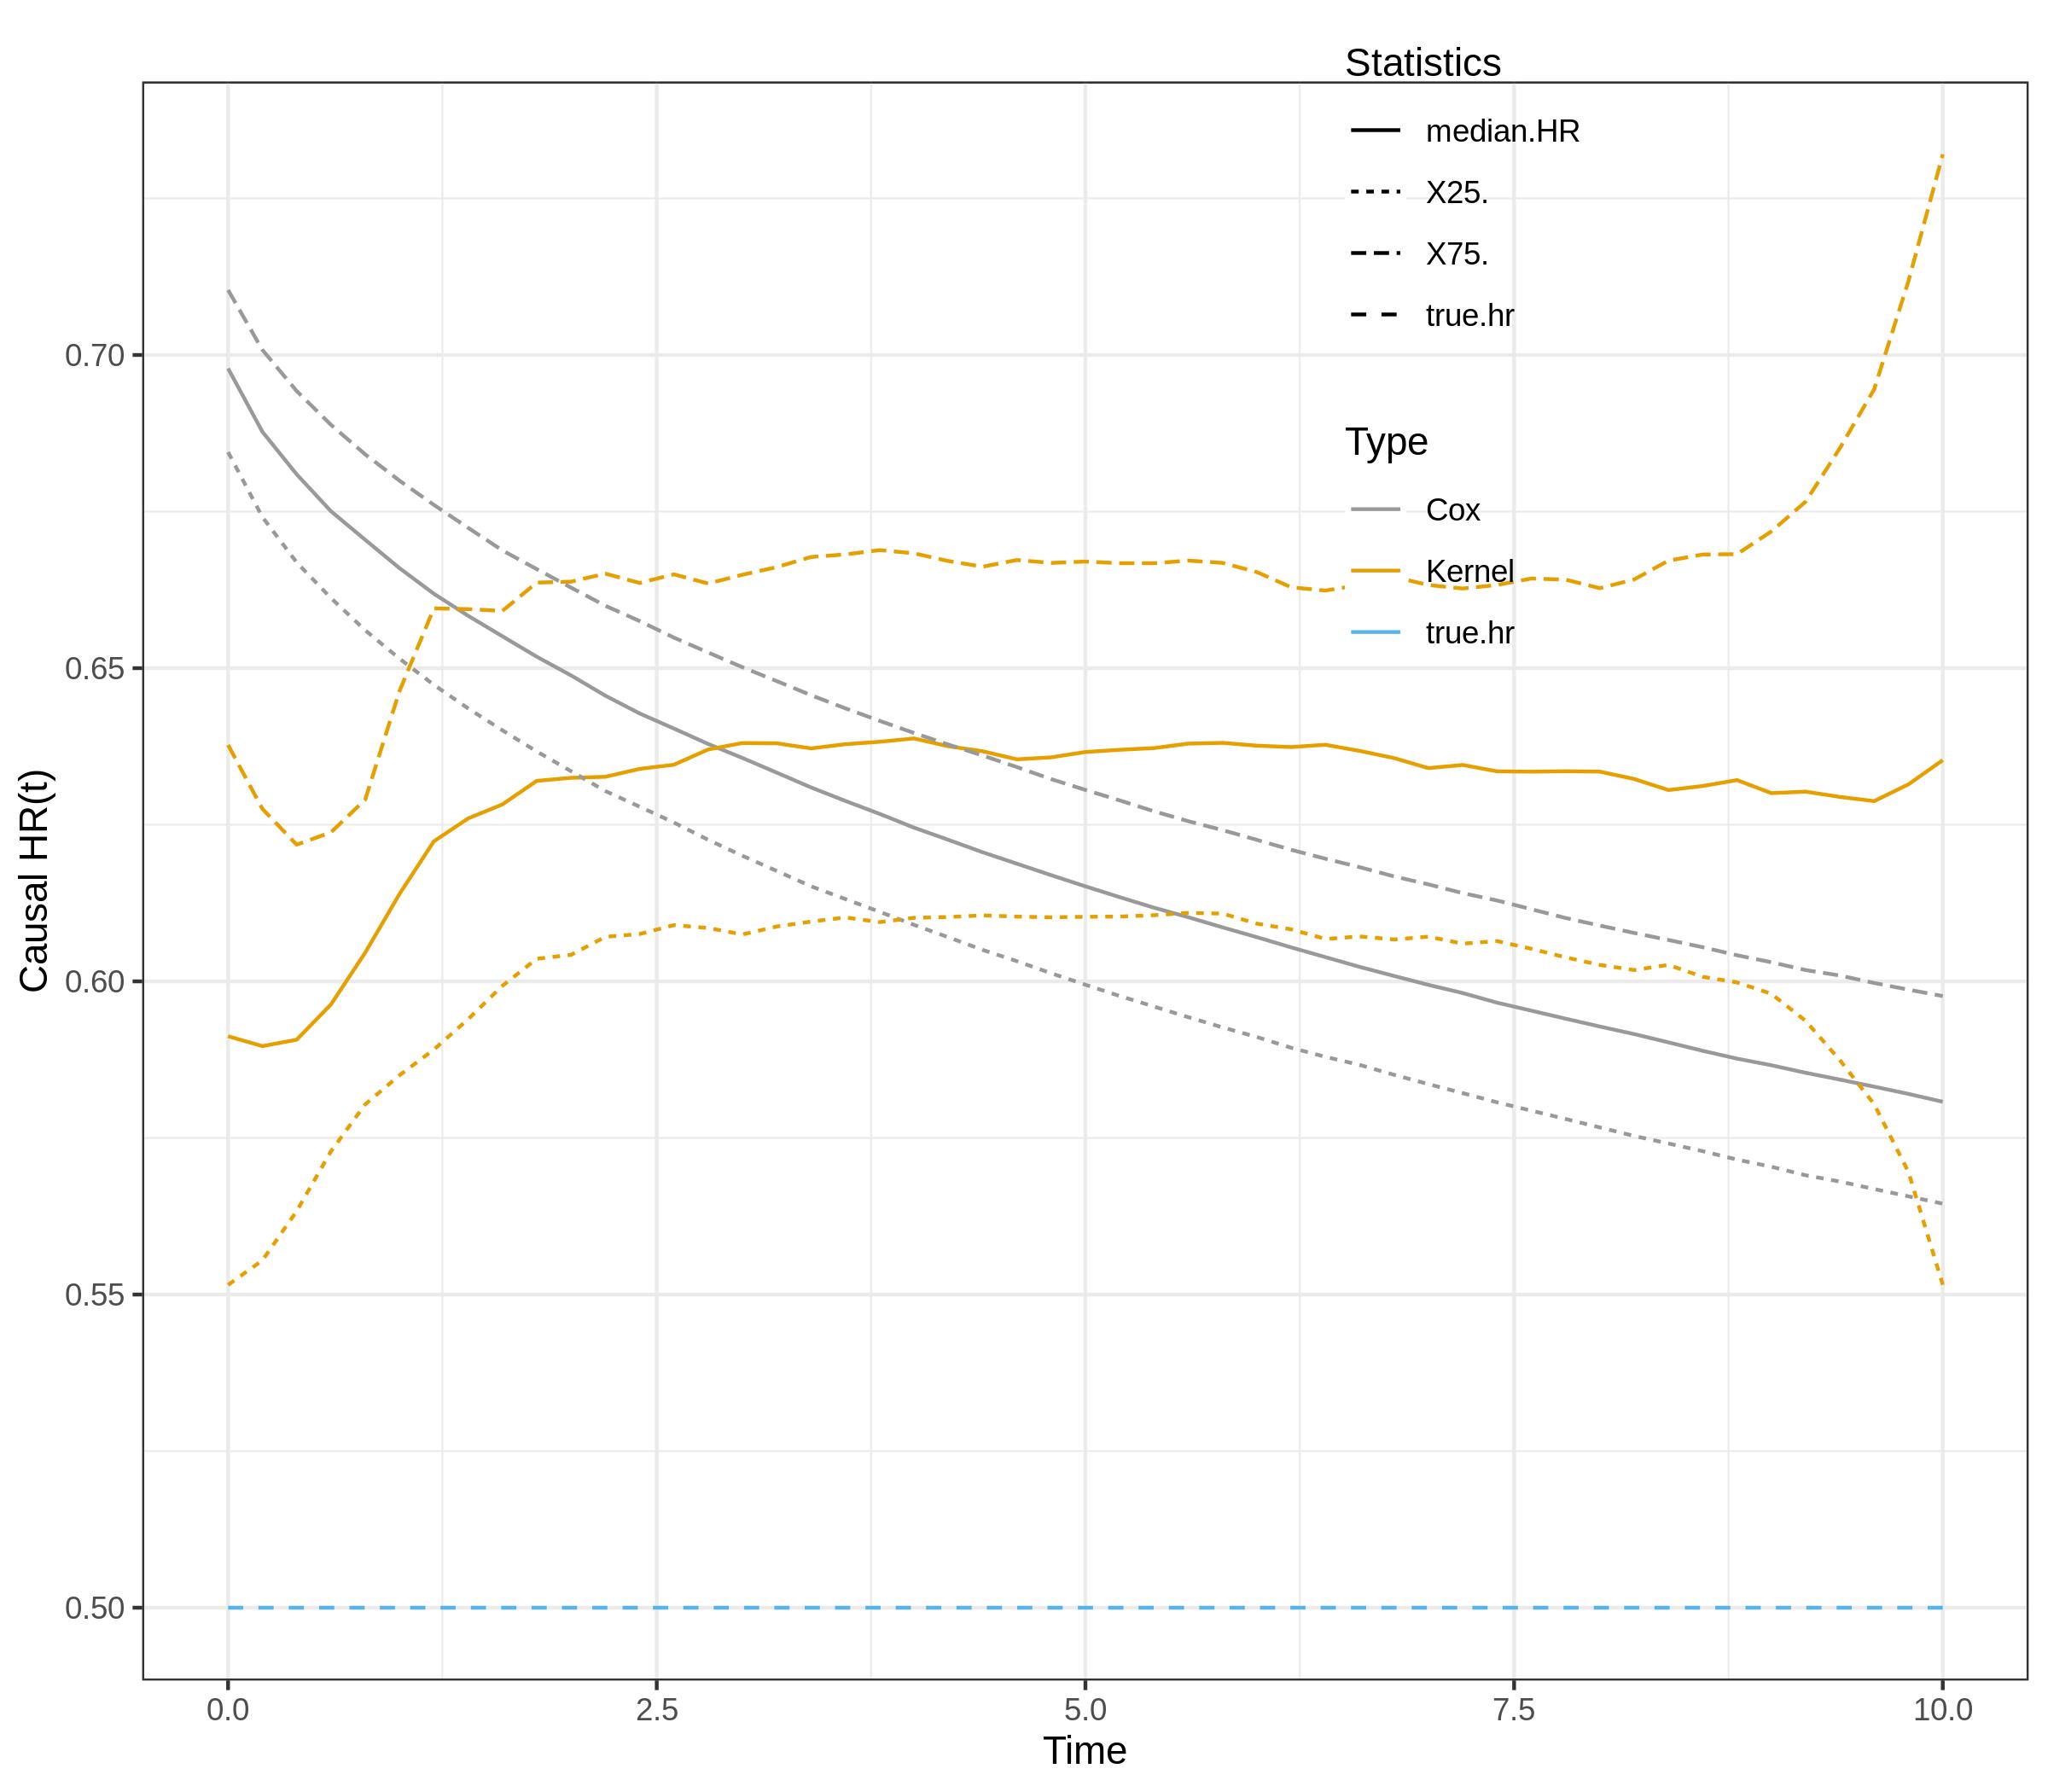 Statistics
median.HR
X25.
X75.
true.hr
Type
Cox
Kernel
true.hr
Causal HR(t)
0.70
0.65
0.60
0.55
0.50
0.0 2.5 5.0 7.5 10.0
Time